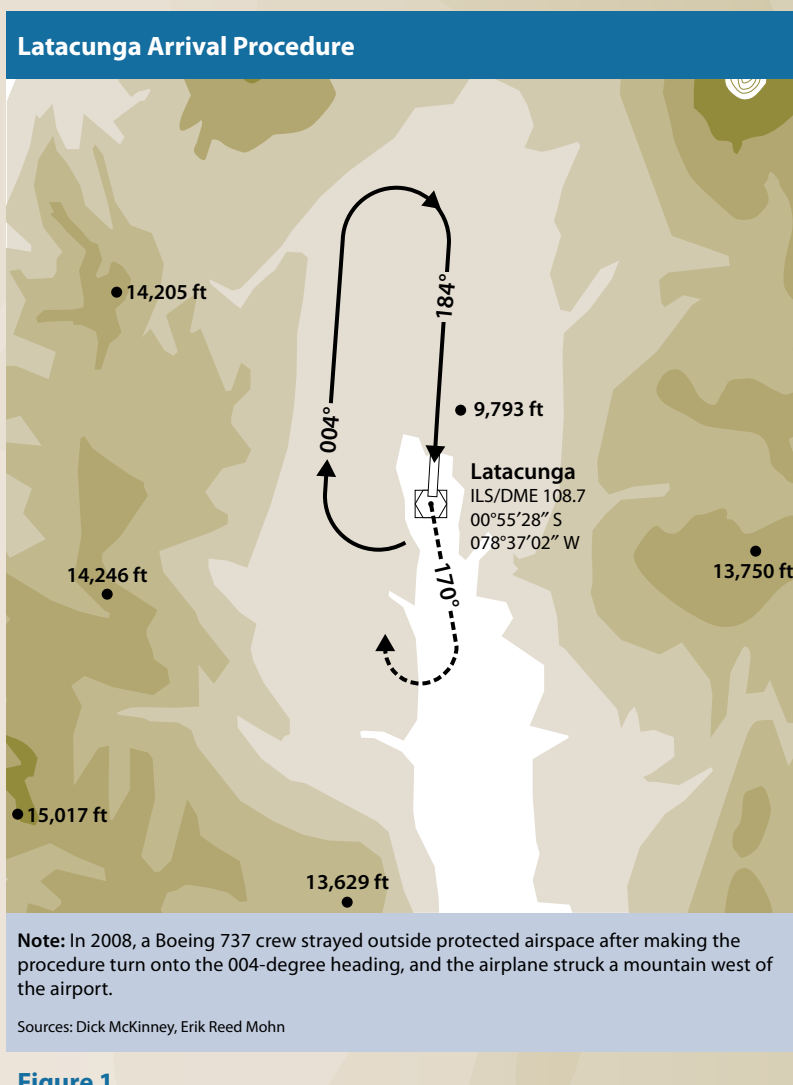 Latacunga Arrival Procedure
14,205 ft
184°
9,793 ft
004°
Latacunga
ILS/DME 108.7
00°55′28″ S
078°37′02″ W
13,750 ft
14,246 ft
170°
15,017 ft
13,629 ft
Note: In 2008, a Boeing 737 crew strayed outside protected airspace after making the
procedure turn onto the 004-degree heading, and the airplane struck a mountain west of
the airport.
Sources: Dick McKinney, Erik Reed Mohn
Figure 1